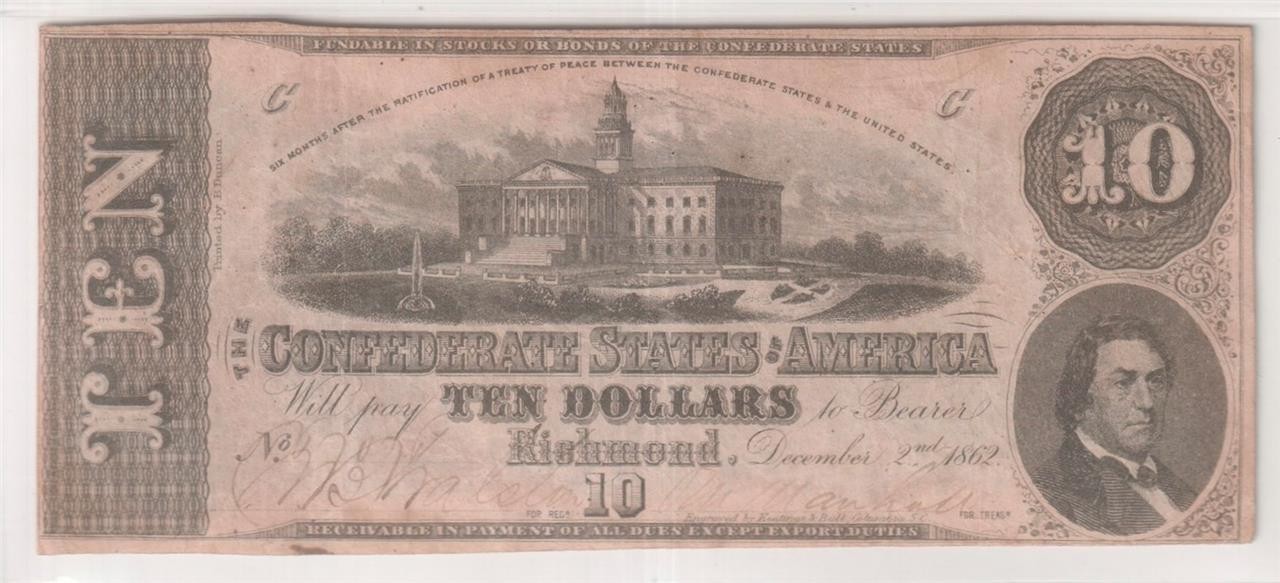 FUNDABLE IN STOCKS OR BONDS OF THE CONFEDERATE STATES
C C
SIX MONTHS AFTER THE RATIFICATION OF A TREATY OF PEACE BETWEEN THE CONFEDERATE STATES & THE UNITED STATES.
10
TEN
Printed by E Duncan
THE CONFEDERATE STATES OF AMERICA
Will pay TEN DOLLARS to Bearer
No.
Richmond, December 2nd 1862.
10
FOR REGR. FOR TREASR
Engraved by Keatinge & Ball, Columbia, S.C.
RECEIVABLE IN PAYMENT OF ALL DUES EXCEPT EXPORT DUTIES